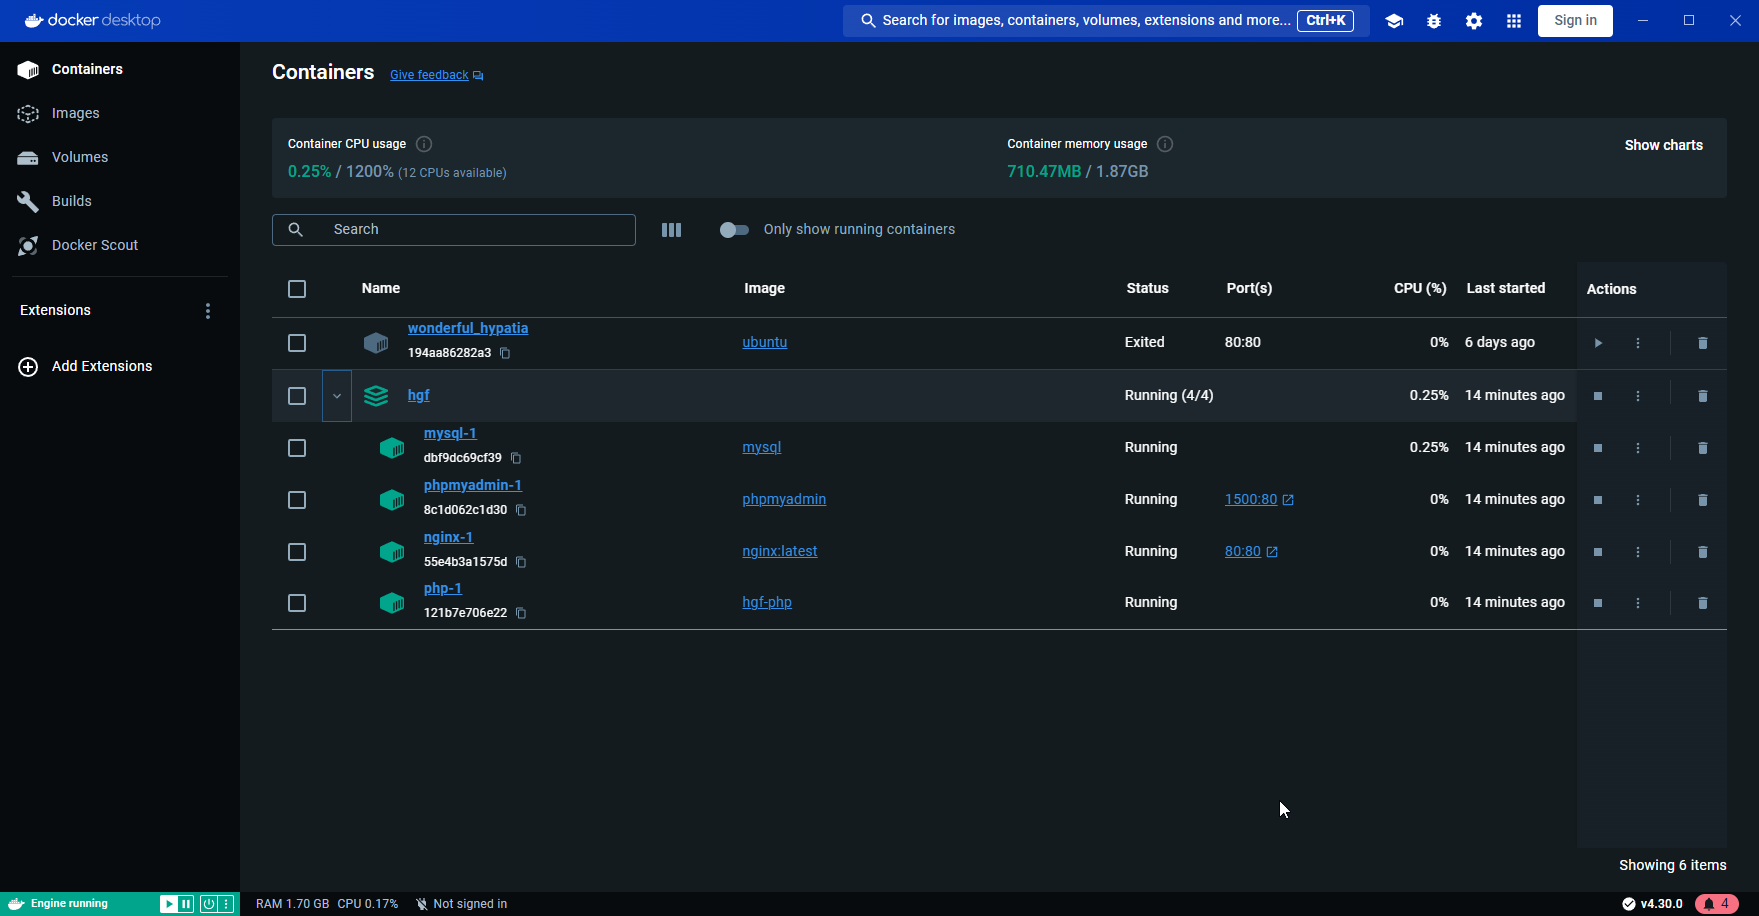 docker desktop
Search for images, containers, volumes, extensions and more... Ctrl+K
Sign in
Containers
Images
Volumes
Builds
Docker Scout
Extensions
Add Extensions
Containers Give feedback
Container CPU usage
0.25% / 1200% (12 CPUs available)
Container memory usage
710.47MB / 1.87GB
Show charts
Search
Only show running containers
Name Image Status Port(s) CPU (%) Last started Actions
wonderful_hypatia
194aa86282a3
ubuntu Exited 80:80 0% 6 days ago
hgf Running (4/4) 0.25% 14 minutes ago
mysql-1
dbf9dc69cf39
mysql Running 0.25% 14 minutes ago
phpmyadmin-1
8c1d062c1d30
phpmyadmin Running 1500:80 0% 14 minutes ago
nginx-1
55e4b3a1575d
nginx:latest Running 80:80 0% 14 minutes ago
php-1
121b7e706e22
hgf-php Running 0% 14 minutes ago
Showing 6 items
Engine running
RAM 1.70 GB CPU 0.17% Not signed in
v4.30.0
4